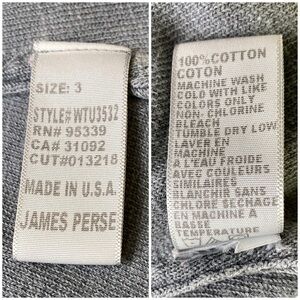 SIZE: 3
STYLE#WTU3532
RN# 95339
CA# 31092
CUT#013218
MADE IN U.S.A.
JAMES PERSE
100%COTTON
COTON
MACHINE WASH
COLD WITH LIKE
COLORS ONLY
NON- CHLORINE
BLEACH
TUMBLE DRY LOW
LAVER EN
MACHINE
A L'EAU FROIDE
AVEC COULEURS
SIMILAIRES
BLANCHIR SANS
CHLORE SECHAGE
EN MACHINE A
BASSE
TEMPERATURE